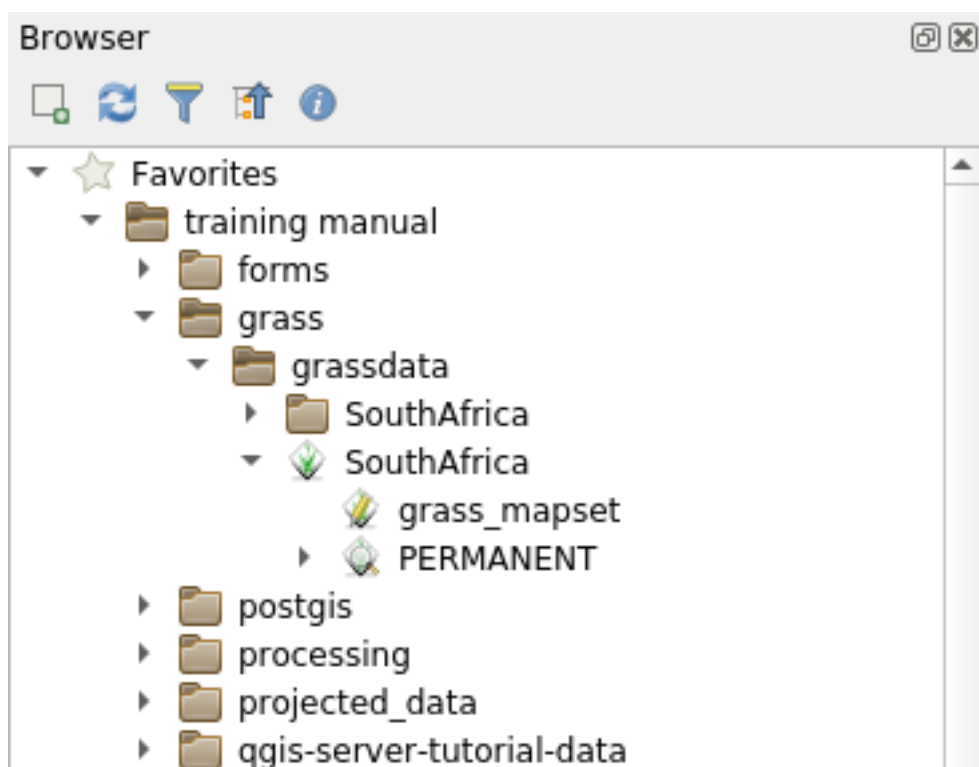 Browser
Favorites
training manual
forms
grass
grassdata
SouthAfrica
SouthAfrica
grass_mapset
PERMANENT
postgis
processing
projected_data
qgis-server-tutorial-data